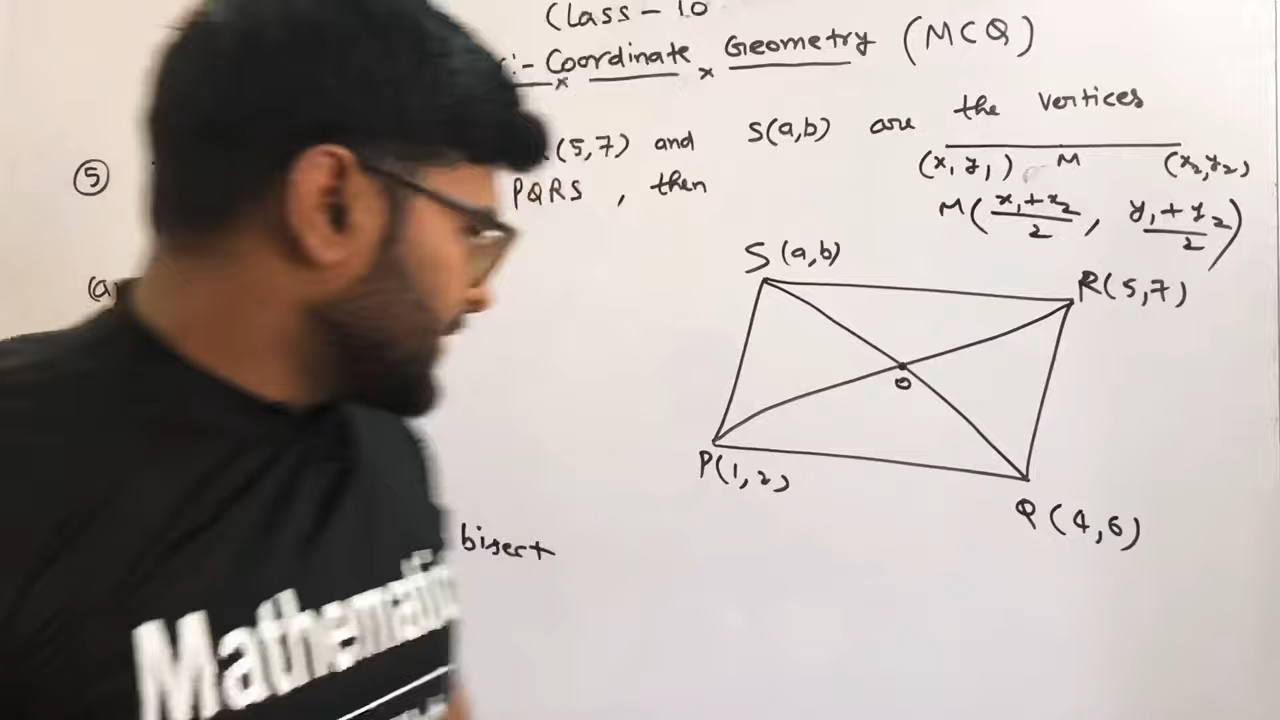 Class - 10
:- Coordinate Geometry (MCQ)
⑤ (5,7) and S(a,b) are the vertices
PQRS , then
(x₁ y₁) M (x₂,y₂)
M(x₁+x₂/2, y₁+y₂/2)
(a)
S (a,b)
R(5,7)
O
P(1,2)
Q(4,6)
bisect